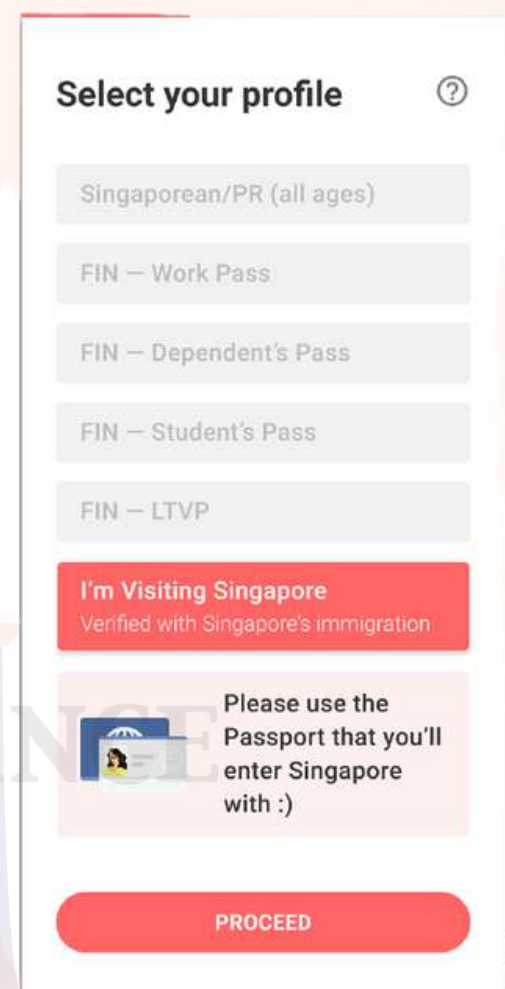 Select your profile
?
Singaporean/PR (all ages)
FIN – Work Pass
FIN – Dependent's Pass
FIN – Student's Pass
FIN – LTVP
I'm Visiting Singapore
Verified with Singapore's immigration
Please use the
Passport that you'll
enter Singapore
with :)
PROCEED